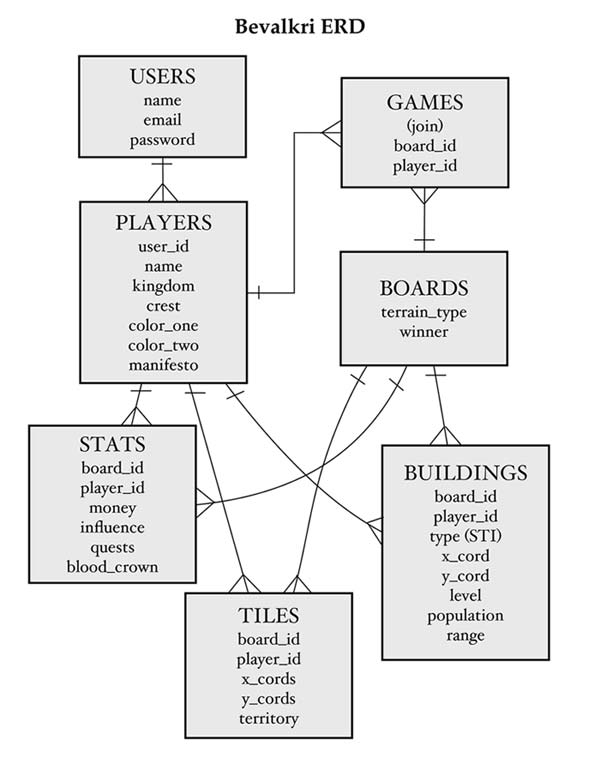 Bevalkri ERD
USERS
name
email
password
GAMES
(join)
board_id
player_id
PLAYERS
user_id
name
kingdom
crest
color_one
color_two
manifesto
BOARDS
terrain_type
winner
STATS
board_id
player_id
money
influence
quests
blood_crown
BUILDINGS
board_id
player_id
type (STI)
x_cord
y_cord
level
population
range
TILES
board_id
player_id
x_cords
y_cords
territory